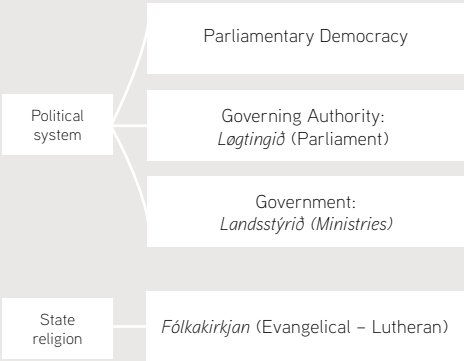 Parliamentary Democracy
Political
system
Governing Authority:
Løgtingið (Parliament)
Government:
Landsstýrið (Ministries)
State
religion
Fólkakirkjan (Evangelical – Lutheran)